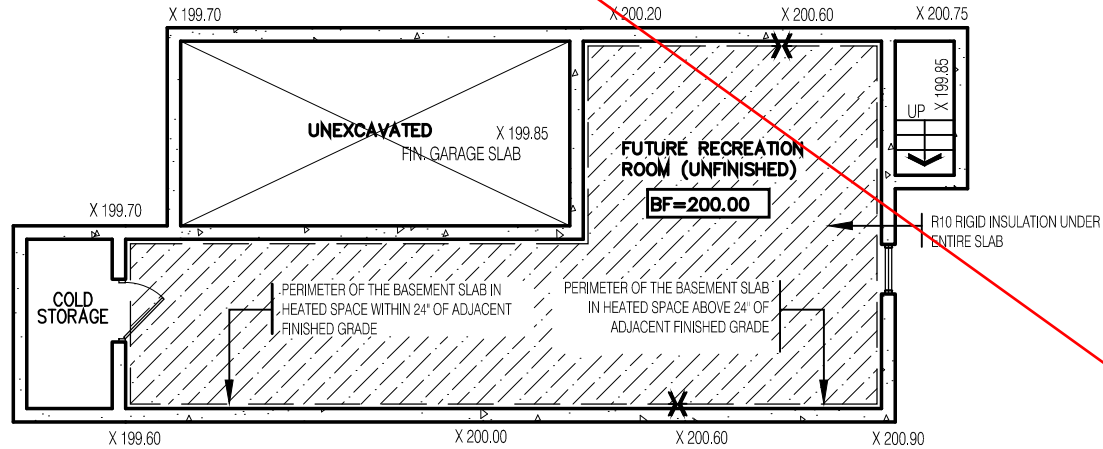 X 199.70
X 200.20
X 200.60
X 200.75
X 199.85
UP
UNEXCAVATED
X 199.85
FIN. GARAGE SLAB
FUTURE RECREATION
ROOM (UNFINISHED)
BF=200.00
X 199.70
R10 RIGID INSULATION UNDER
ENTIRE SLAB
COLD
STORAGE
PERIMETER OF THE BASEMENT SLAB IN
HEATED SPACE WITHIN 24" OF ADJACENT
FINISHED GRADE
PERIMETER OF THE BASEMENT SLAB
IN HEATED SPACE ABOVE 24" OF
ADJACENT FINISHED GRADE
X 199.60
X 200.00
X 200.60
X 200.90